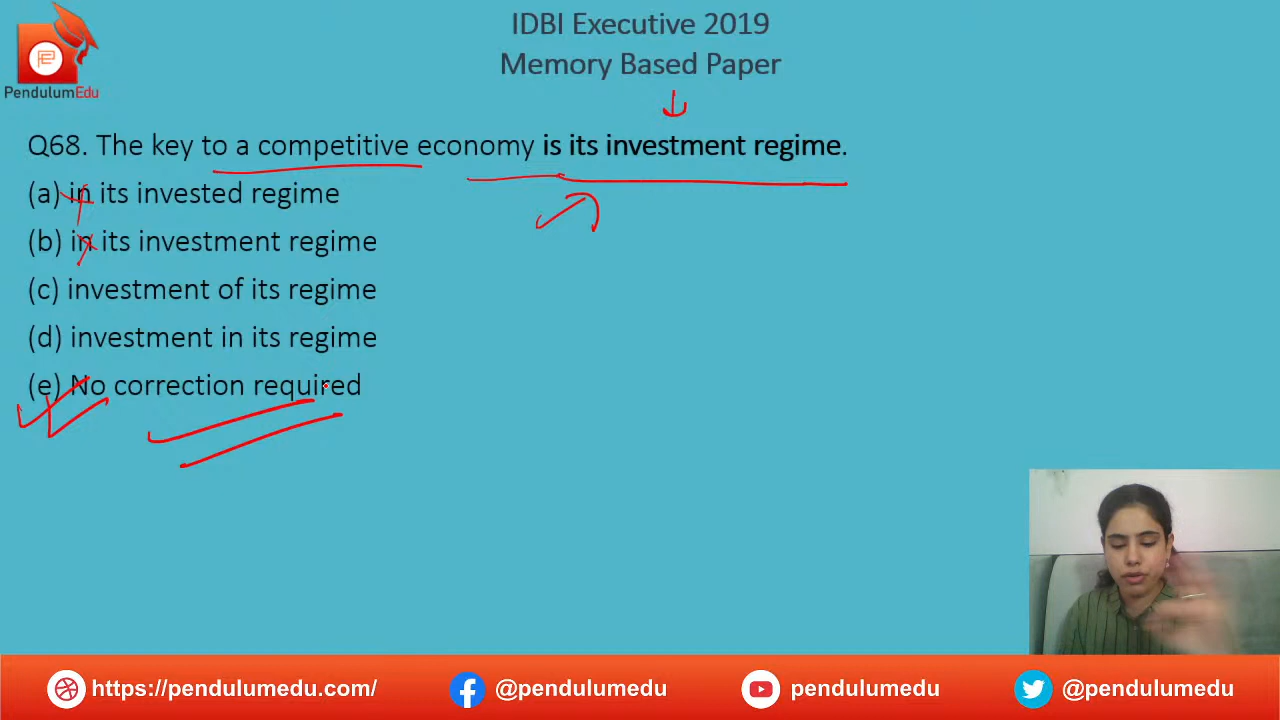 IDBI Executive 2019
Memory Based Paper
PendulumEdu
Q68. The key to a competitive economy is its investment regime.
(a) in its invested regime
(b) in its investment regime
(c) investment of its regime
(d) investment in its regime
(e) No correction required
https://pendulumedu.com/
@pendulumedu
pendulumedu
@pendulumedu